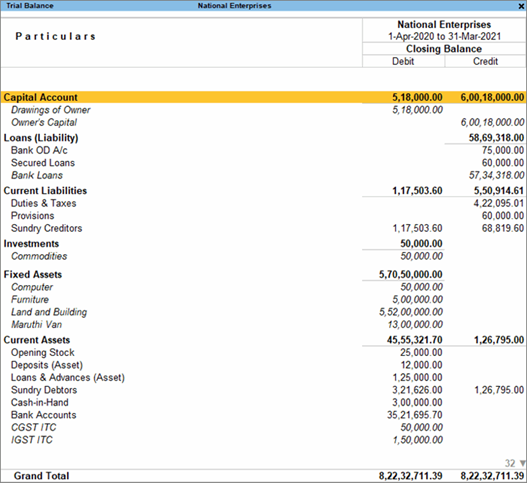 Trial Balance National Enterprises x
National Enterprises
Particulars 1-Apr-2020 to 31-Mar-2021
Closing Balance
Debit Credit
Capital Account 5,18,000.00 6,00,18,000.00
Drawings of Owner 5,18,000.00
Owner's Capital 6,00,18,000.00
Loans (Liability) 58,69,318.00
Bank OD A/c 75,000.00
Secured Loans 60,000.00
Bank Loans 57,34,318.00
Current Liabilities 1,17,503.60 5,50,914.61
Duties & Taxes 4,22,095.01
Provisions 60,000.00
Sundry Creditors 1,17,503.60 68,819.60
Investments 50,000.00
Commodities 50,000.00
Fixed Assets 5,70,50,000.00
Computer 50,000.00
Furniture 5,00,000.00
Land and Building 5,52,00,000.00
Maruthi Van 13,00,000.00
Current Assets 45,55,321.70 1,26,795.00
Opening Stock 25,000.00
Deposits (Asset) 12,000.00
Loans & Advances (Asset) 1,25,000.00
Sundry Debtors 3,21,626.00 1,26,795.00
Cash-in-Hand 3,00,000.00
Bank Accounts 35,21,695.70
CGST ITC 50,000.00
IGST ITC 1,50,000.00
32 ▼
Grand Total 8,22,32,711.39 8,22,32,711.39